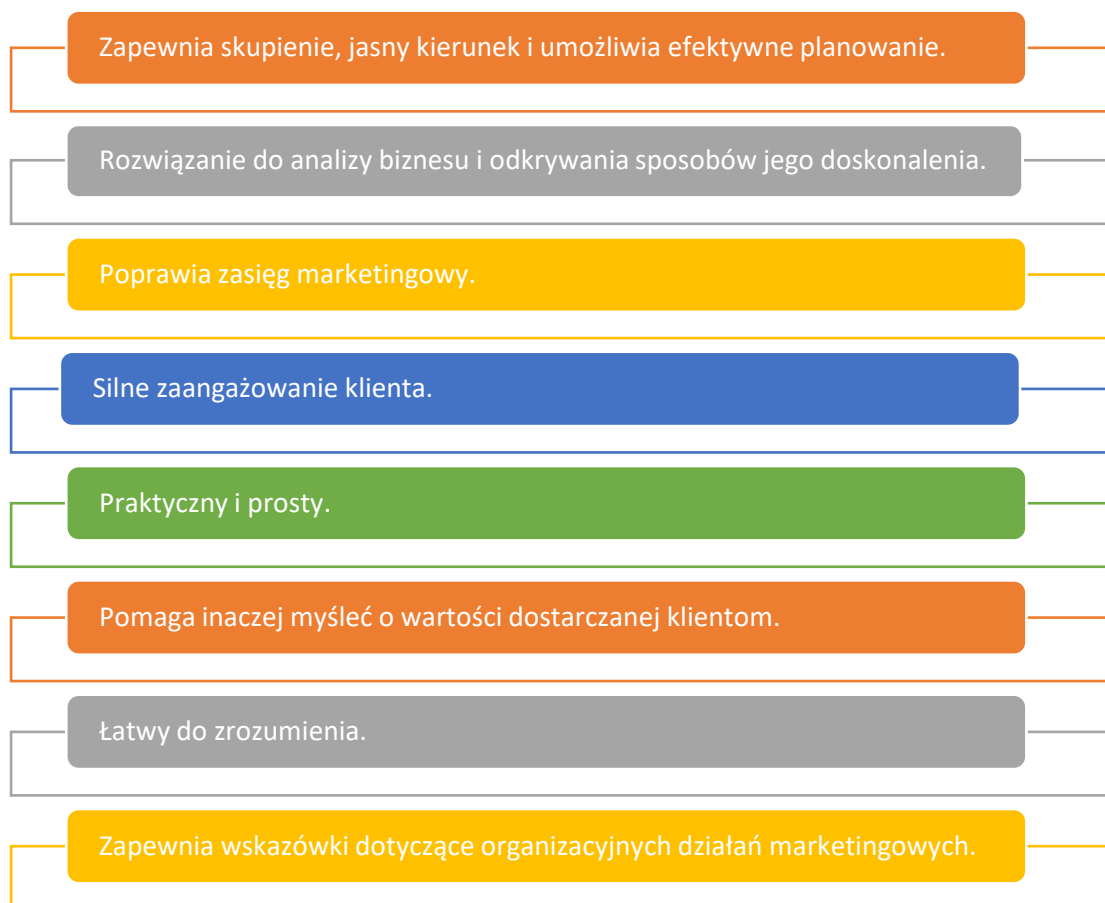 Zapewnia skupienie, jasny kierunek i umożliwia efektywne planowanie.
Rozwiązanie do analizy biznesu i odkrywania sposobów jego doskonalenia.
Poprawia zasięg marketingowy.
Silne zaangażowanie klienta.
Praktyczny i prosty.
Pomaga inaczej myśleć o wartości dostarczanej klientom.
Łatwy do zrozumienia.
Zapewnia wskazówki dotyczące organizacyjnych działań marketingowych.